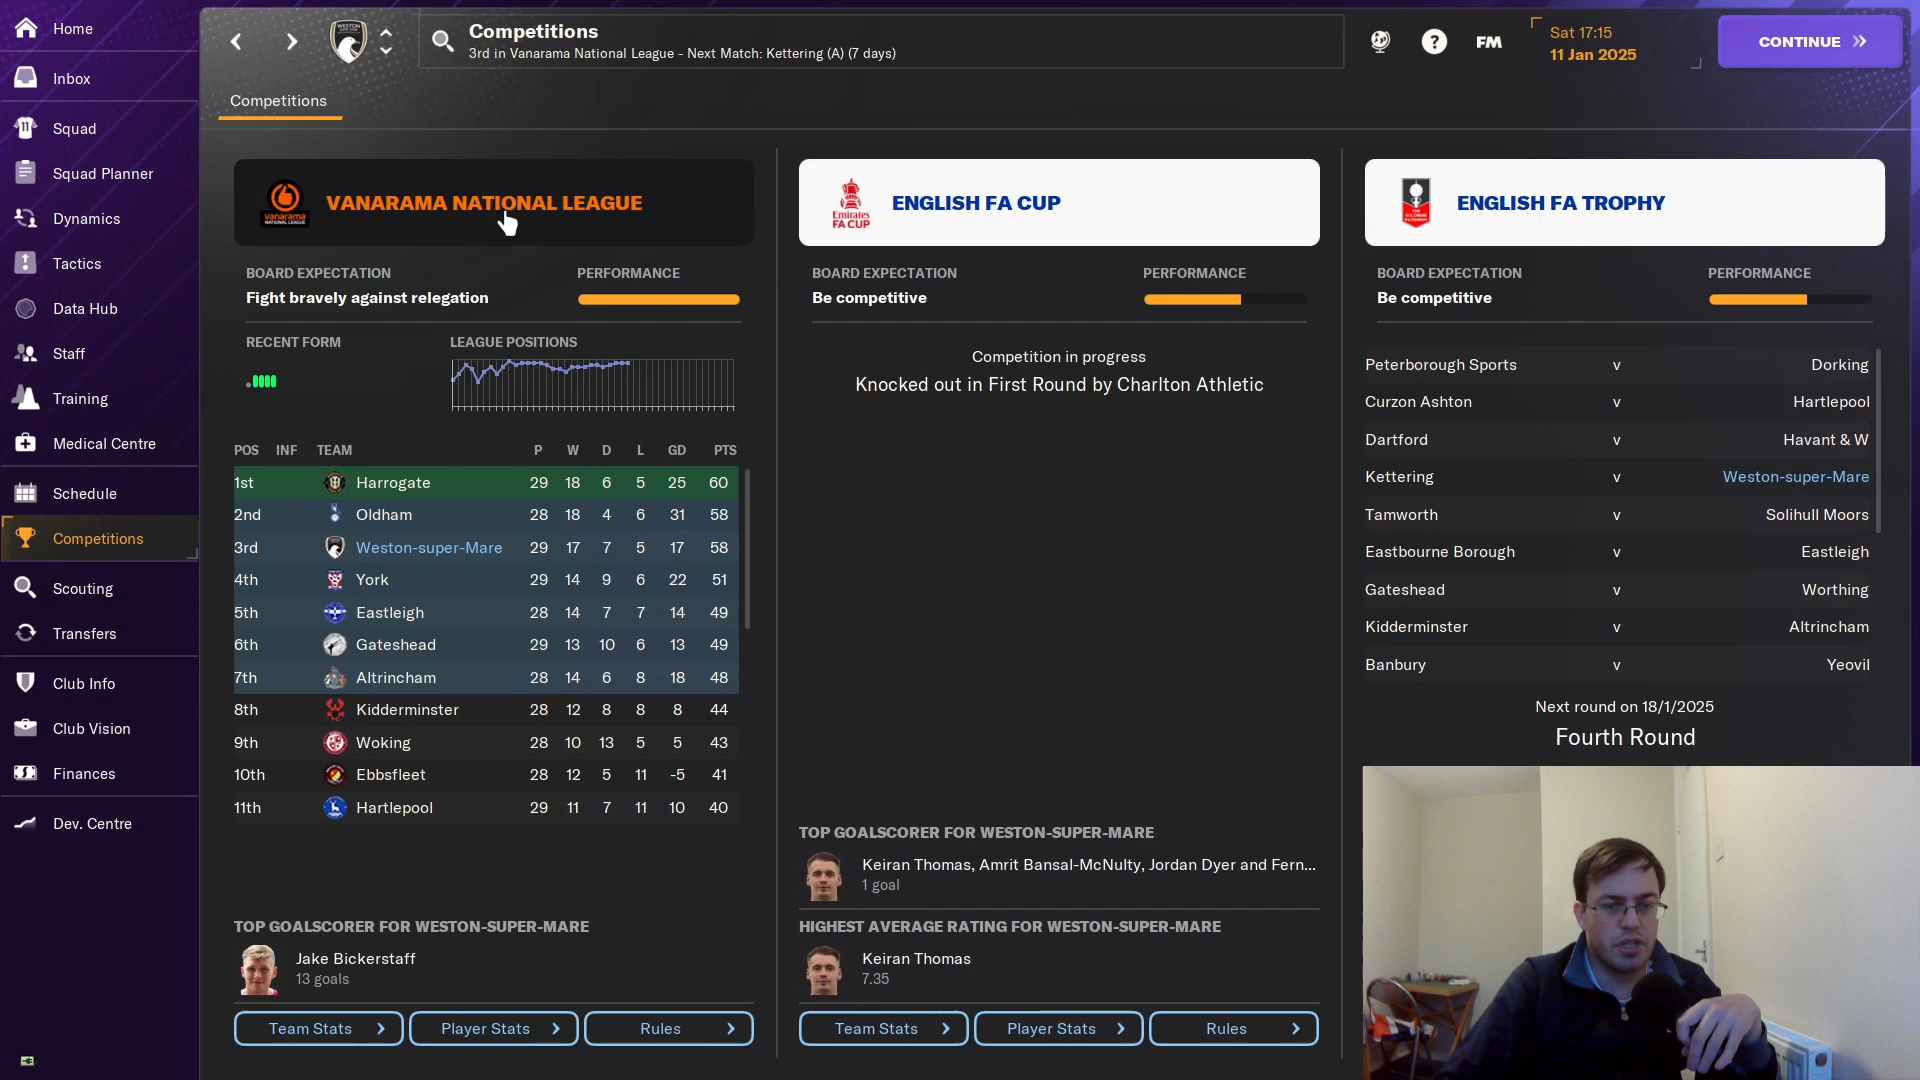 Home
Inbox
Squad
Squad Planner
Dynamics
Tactics
Data Hub
Staff
Training
Medical Centre
Schedule
Competitions
Scouting
Transfers
Club Info
Club Vision
Finances
Dev. Centre
Competitions
3rd in Vanarama National League - Next Match: Kettering (A) (7 days)
FM
Sat 17:15
11 Jan 2025
CONTINUE
Competitions
vanarama
NATIONAL LEAGUE
VANARAMA NATIONAL LEAGUE
BOARD EXPECTATION PERFORMANCE
Fight bravely against relegation
RECENT FORM LEAGUE POSITIONS
POS INF TEAM P W D L GD PTS
1st Harrogate 29 18 6 5 25 60
2nd Oldham 28 18 4 6 31 58
3rd Weston-super-Mare 29 17 7 5 17 58
4th York 29 14 9 6 22 51
5th Eastleigh 28 14 7 7 14 49
6th Gateshead 29 13 10 6 13 49
7th Altrincham 28 14 6 8 18 48
8th Kidderminster 28 12 8 8 8 44
9th Woking 28 10 13 5 5 43
10th Ebbsfleet 28 12 5 11 -5 41
11th Hartlepool 29 11 7 11 10 40
TOP GOALSCORER FOR WESTON-SUPER-MARE
Jake Bickerstaff
13 goals
Team Stats
Player Stats
Rules
Emirates
FA CUP
ENGLISH FA CUP
BOARD EXPECTATION PERFORMANCE
Be competitive
Competition in progress
Knocked out in First Round by Charlton Athletic
TOP GOALSCORER FOR WESTON-SUPER-MARE
Keiran Thomas, Amrit Bansal-McNulty, Jordan Dyer and Fern...
1 goal
HIGHEST AVERAGE RATING FOR WESTON-SUPER-MARE
Keiran Thomas
7.35
Team Stats
Player Stats
Rules
ENGLISH FA TROPHY
BOARD EXPECTATION PERFORMANCE
Be competitive
Peterborough Sports v Dorking
Curzon Ashton v Hartlepool
Dartford v Havant & W
Kettering v Weston-super-Mare
Tamworth v Solihull Moors
Eastbourne Borough v Eastleigh
Gateshead v Worthing
Kidderminster v Altrincham
Banbury v Yeovil
Next round on 18/1/2025
Fourth Round